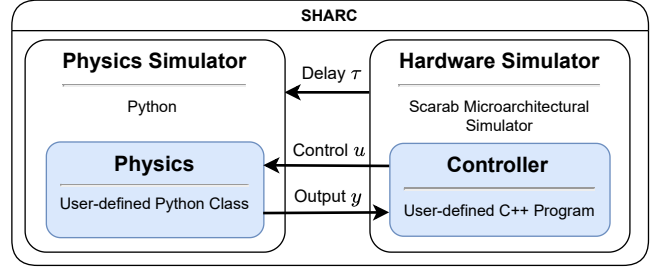 SHARC
Physics Simulator
Python
Physics
User-defined Python Class
Delay τ
Control u
Output y
Hardware Simulator
Scarab Microarchitectural
Simulator
Controller
User-defined C++ Program